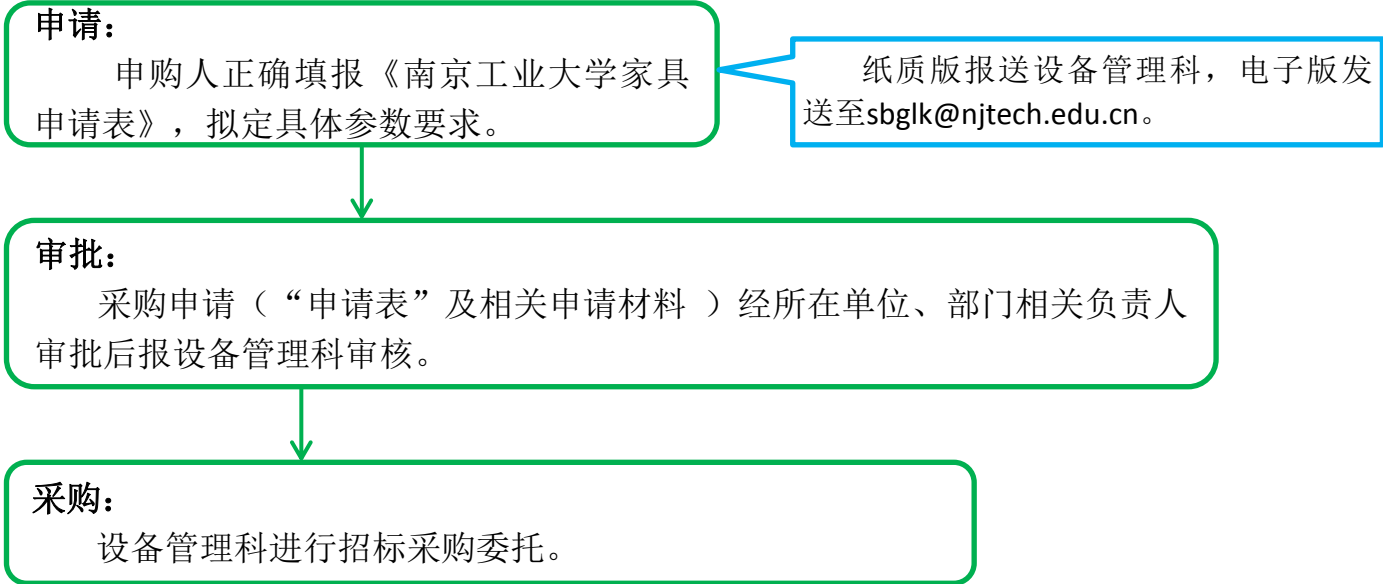 申请：
申购人正确填报《南京工业大学家具
申请表》，拟定具体参数要求。
纸质版报送设备管理科，电子版发
送至sbglk@njtech.edu.cn。
审批：
采购申请（“申请表”及相关申请材料 ）经所在单位、部门相关负责人
审批后报设备管理科审核。
采购：
设备管理科进行招标采购委托。